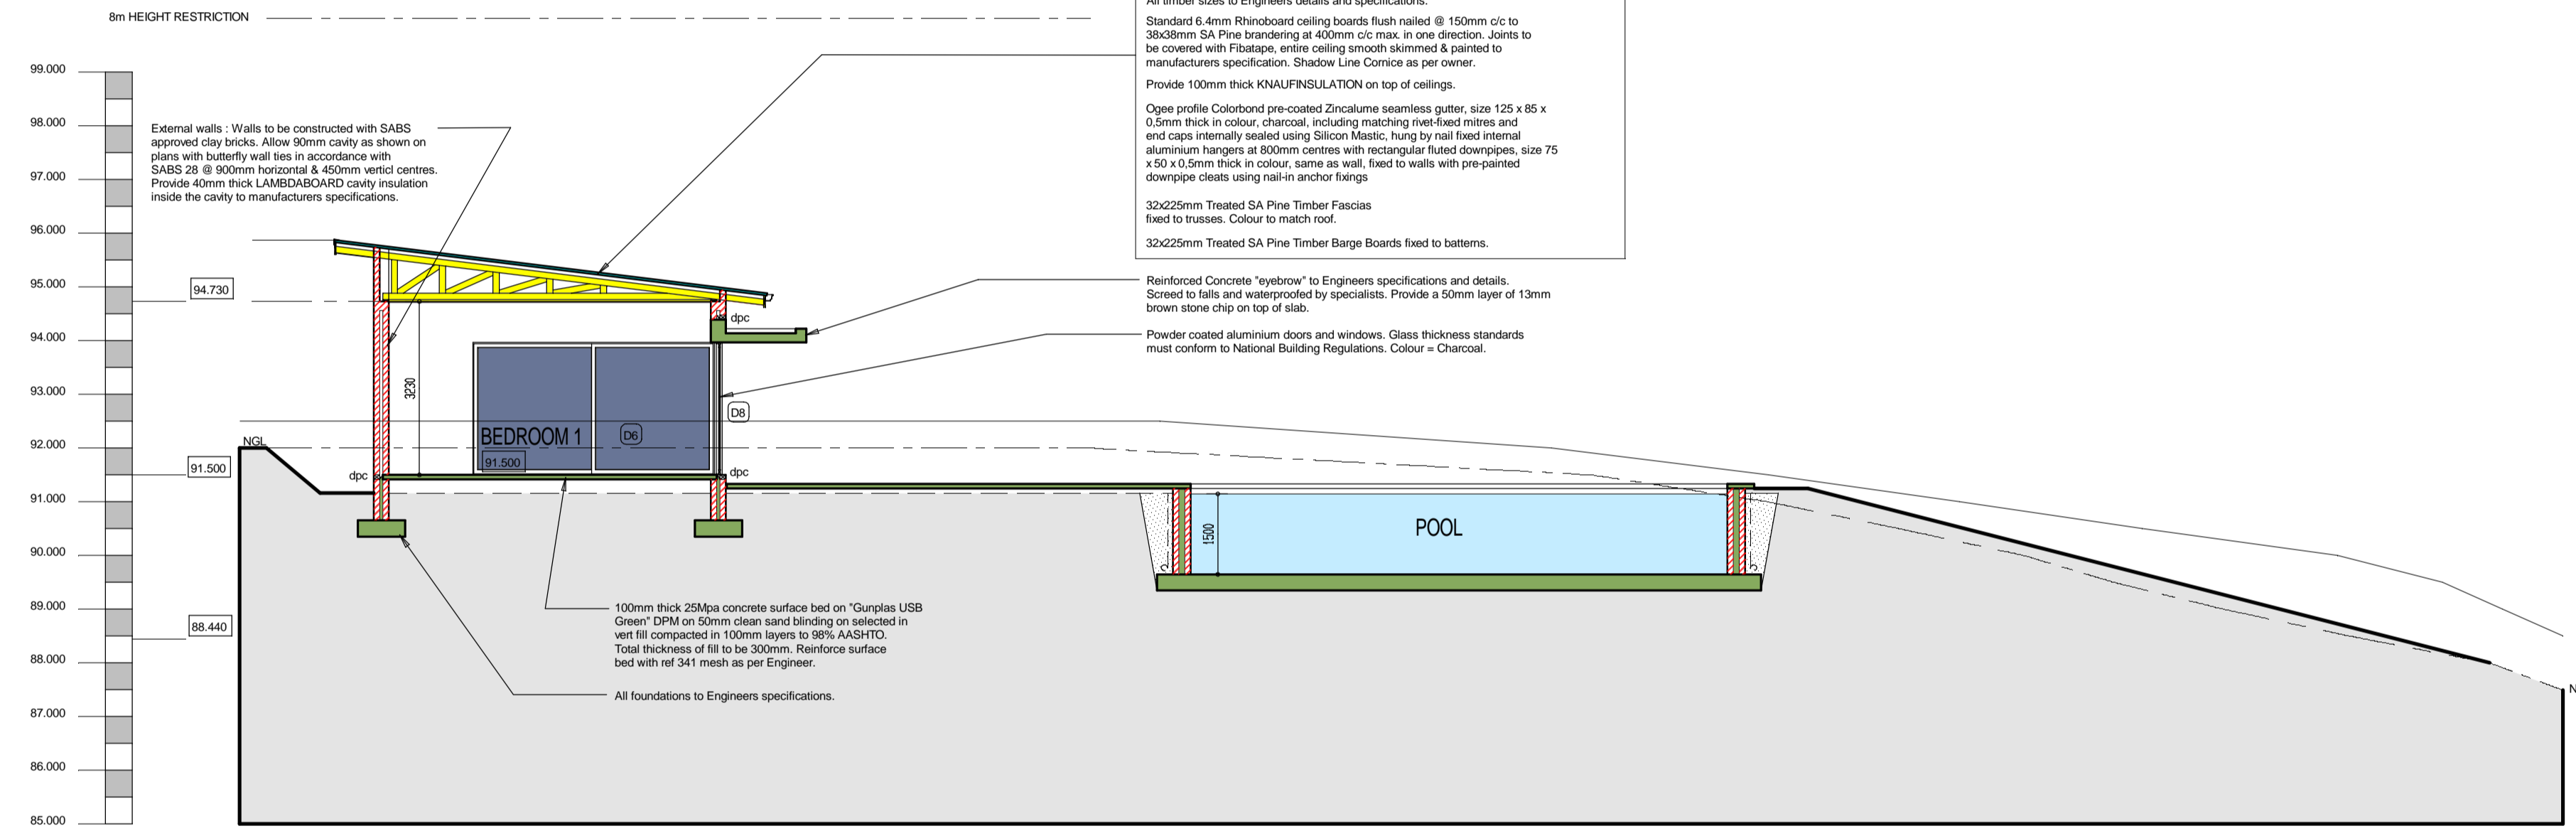 All timber sizes to Engineers details and specifications.
8m HEIGHT RESTRICTION
Standard 6.4mm Rhinoboard ceiling boards flush nailed @ 150mm c/c to
38x38mm SA Pine brandering at 400mm c/c max. in one direction. Joints to
be covered with Fibatape, entire ceiling smooth skimmed & painted to
manufacturers specification. Shadow Line Cornice as per owner.
Provide 100mm thick KNAUFINSULATION on top of ceilings.
Ogee profile Colorbond pre-coated Zincalume seamless gutter, size 125 x 85 x
0,5mm thick in colour, charcoal, including matching rivet-fixed mitres and
end caps internally sealed using Silicon Mastic, hung by nail fixed internal
aluminium hangers at 800mm centres with rectangular fluted downpipes, size 75
x 50 x 0,5mm thick in colour, same as wall, fixed to walls with pre-painted
downpipe cleats using nail-in anchor fixings
32x225mm Treated SA Pine Timber Fascias
fixed to trusses. Colour to match roof.
32x225mm Treated SA Pine Timber Barge Boards fixed to batterns.
External walls : Walls to be constructed with SABS
approved clay bricks. Allow 90mm cavity as shown on
plans with butterfly wall ties in accordance with
SABS 28 @ 900mm horizontal & 450mm verticl centres.
Provide 40mm thick LAMBDABOARD cavity insulation
inside the cavity to manufacturers specifications.
Reinforced Concrete "eyebrow" to Engineers specifications and details.
Screed to falls and waterproofed by specialists. Provide a 50mm layer of 13mm
brown stone chip on top of slab.
Powder coated aluminium doors and windows. Glass thickness standards
must conform to National Building Regulations. Colour = Charcoal.
99.000
98.000
97.000
96.000
95.000
94.000
93.000
92.000
91.000
90.000
89.000
88.000
87.000
86.000
85.000
94.730
91.500
88.440
NGL
dpc
dpc
dpc
3230
D8
BEDROOM 1
D6
91.500
1500
POOL
100mm thick 25Mpa concrete surface bed on "Gunplas USB
Green" DPM on 50mm clean sand blinding on selected in
vert fill compacted in 100mm layers to 98% AASHTO.
Total thickness of fill to be 300mm. Reinforce surface
bed with ref 341 mesh as per Engineer.
All foundations to Engineers specifications.